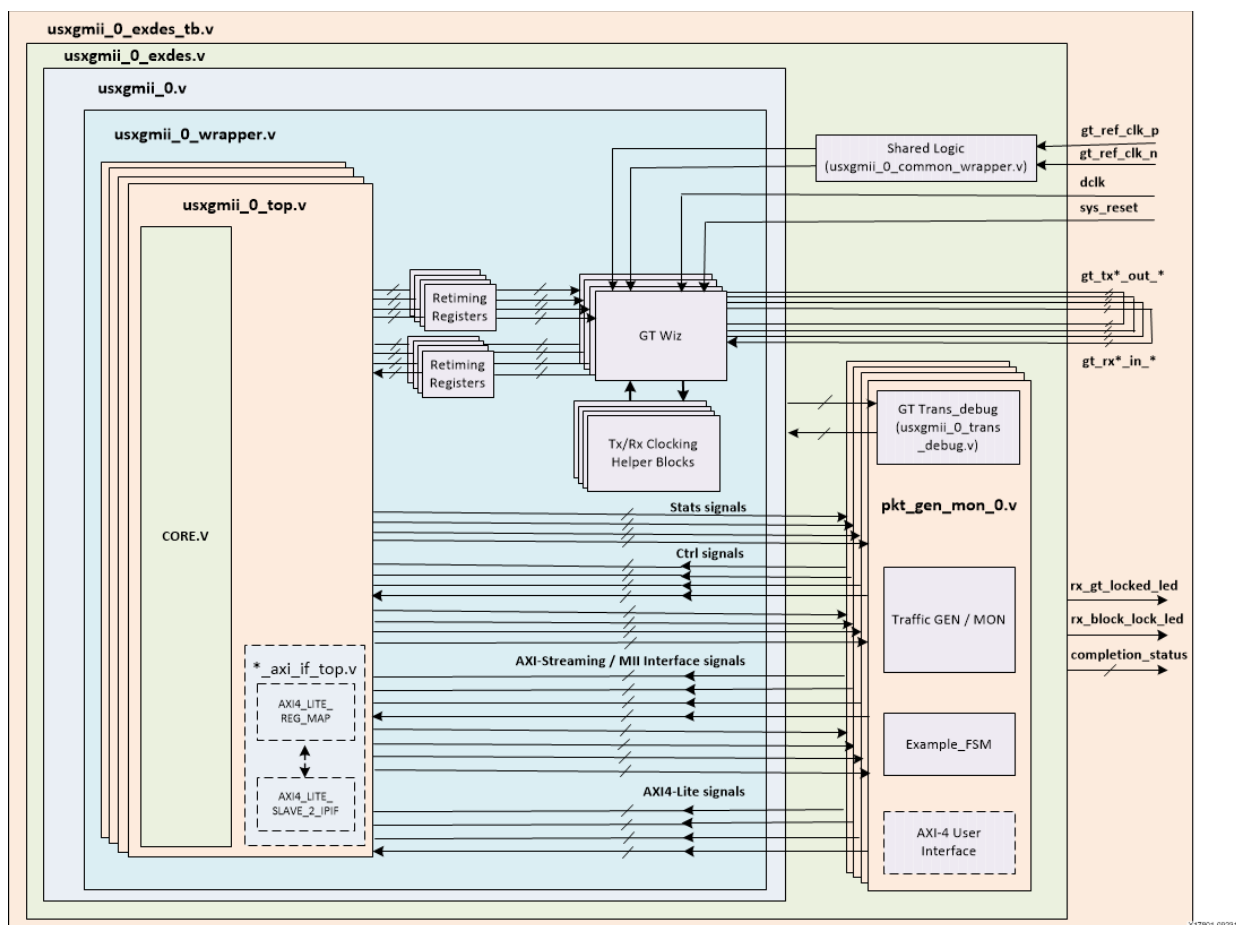 usxgmii_0_exdes_tb.v
usxgmii_0_exdes.v
usxgmii_0.v
usxgmii_0_wrapper.v
usxgmii_0_top.v
CORE.V
*_axi_if_top.v
AXI4_LITE_
REG_MAP
AXI4_LITE_
SLAVE_2_IPIF
Retiming
Registers
Retiming
Registers
GT Wiz
Tx/Rx Clocking
Helper Blocks
Shared Logic
(usxgmii_0_common_wrapper.v)
gt_ref_clk_p
gt_ref_clk_n
dclk
sys_reset
gt_tx*_out_*
gt_rx*_in_*
GT Trans_debug
(usxgmii_0_trans
_debug.v)
pkt_gen_mon_0.v
Stats signals
Ctrl signals
Traffic GEN / MON
AXI-Streaming / MII Interface signals
Example_FSM
AXI4-Lite signals
AXI-4 User
Interface
rx_gt_locked_led
rx_block_lock_led
completion_status